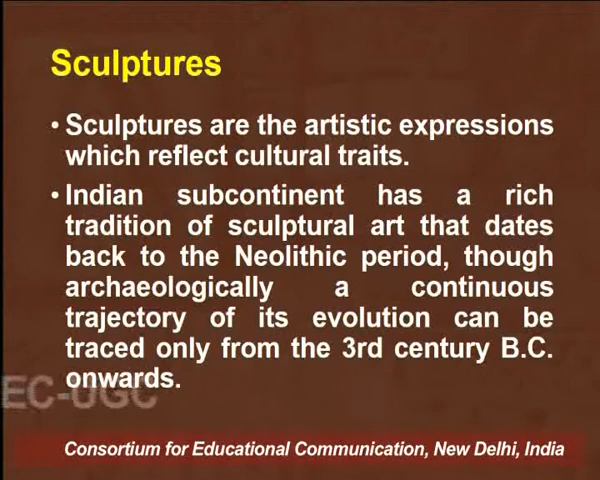 Sculptures
• Sculptures are the artistic expressions
which reflect cultural traits.
• Indian subcontinent has a rich
tradition of sculptural art that dates
back to the Neolithic period, though
archaeologically a continuous
trajectory of its evolution can be
traced only from the 3rd century B.C.
onwards.
EC-UGC
Consortium for Educational Communication, New Delhi, India